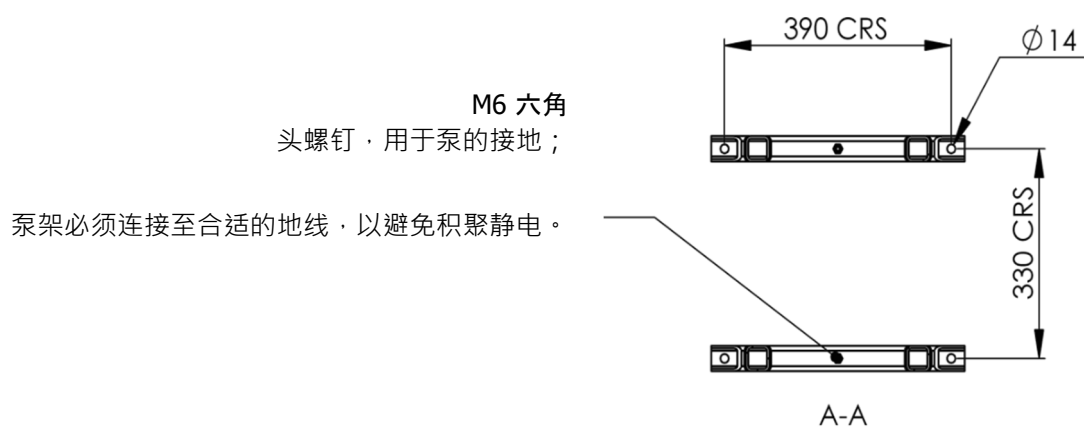 390 CRS
Ø14
M6 六角
头螺钉，用于泵的接地；
泵架必须连接至合适的地线，以避免积聚静电。
330 CRS
A-A